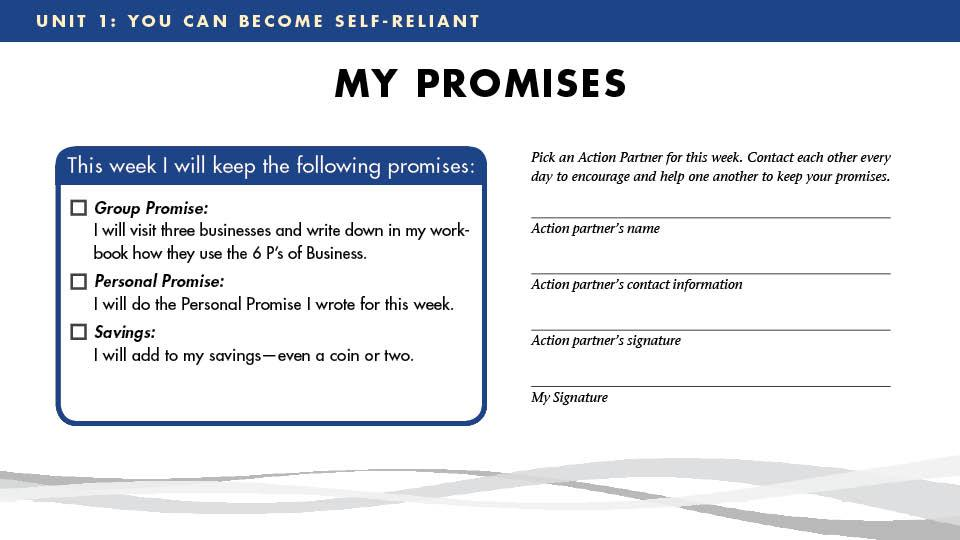 UNIT 1: YOU CAN BECOME SELF-RELIANT
MY PROMISES
This week I will keep the following promises:
Group Promise:
I will visit three businesses and write down in my work-
book how they use the 6 P's of Business.
Personal Promise:
I will do the Personal Promise I wrote for this week.
Savings:
I will add to my savings—even a coin or two.
Pick an Action Partner for this week. Contact each other every
day to encourage and help one another to keep your promises.
Action partner's name
Action partner's contact information
Action partner's signature
My Signature